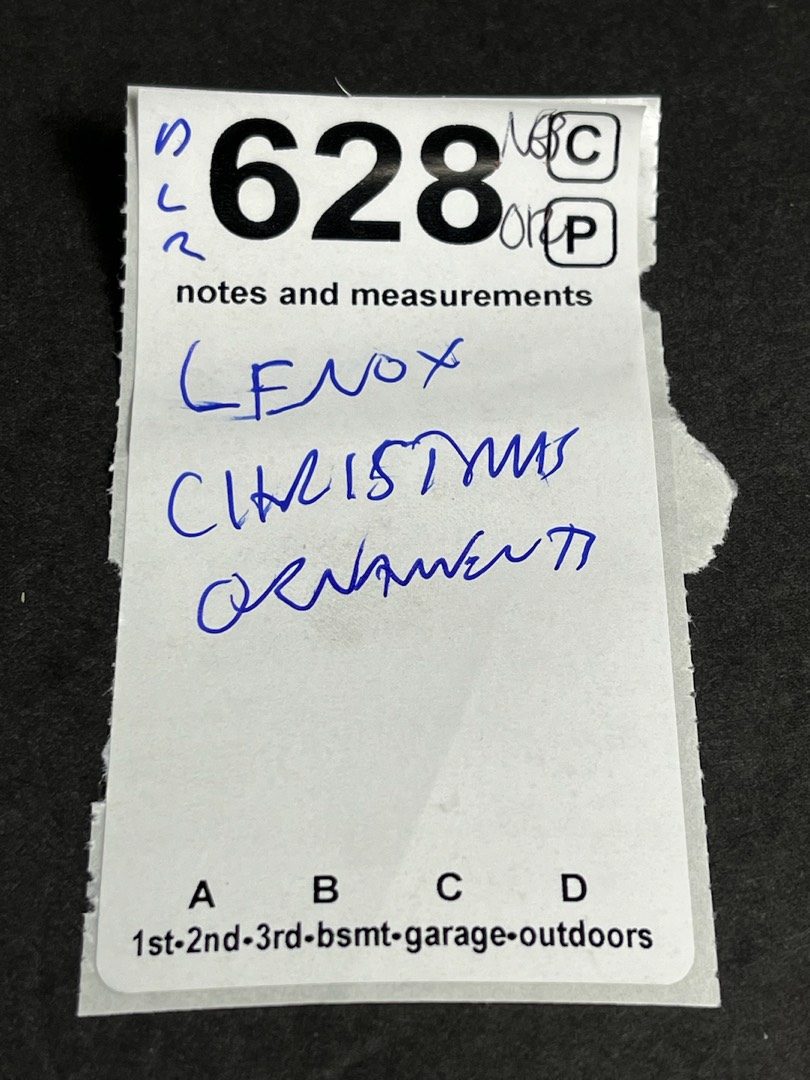 628 C
P
notes and measurements
LENOX
CHRISTMAS
ORNAMENTS
A B C D
1st-2nd-3rd-bsmt-garage-outdoors